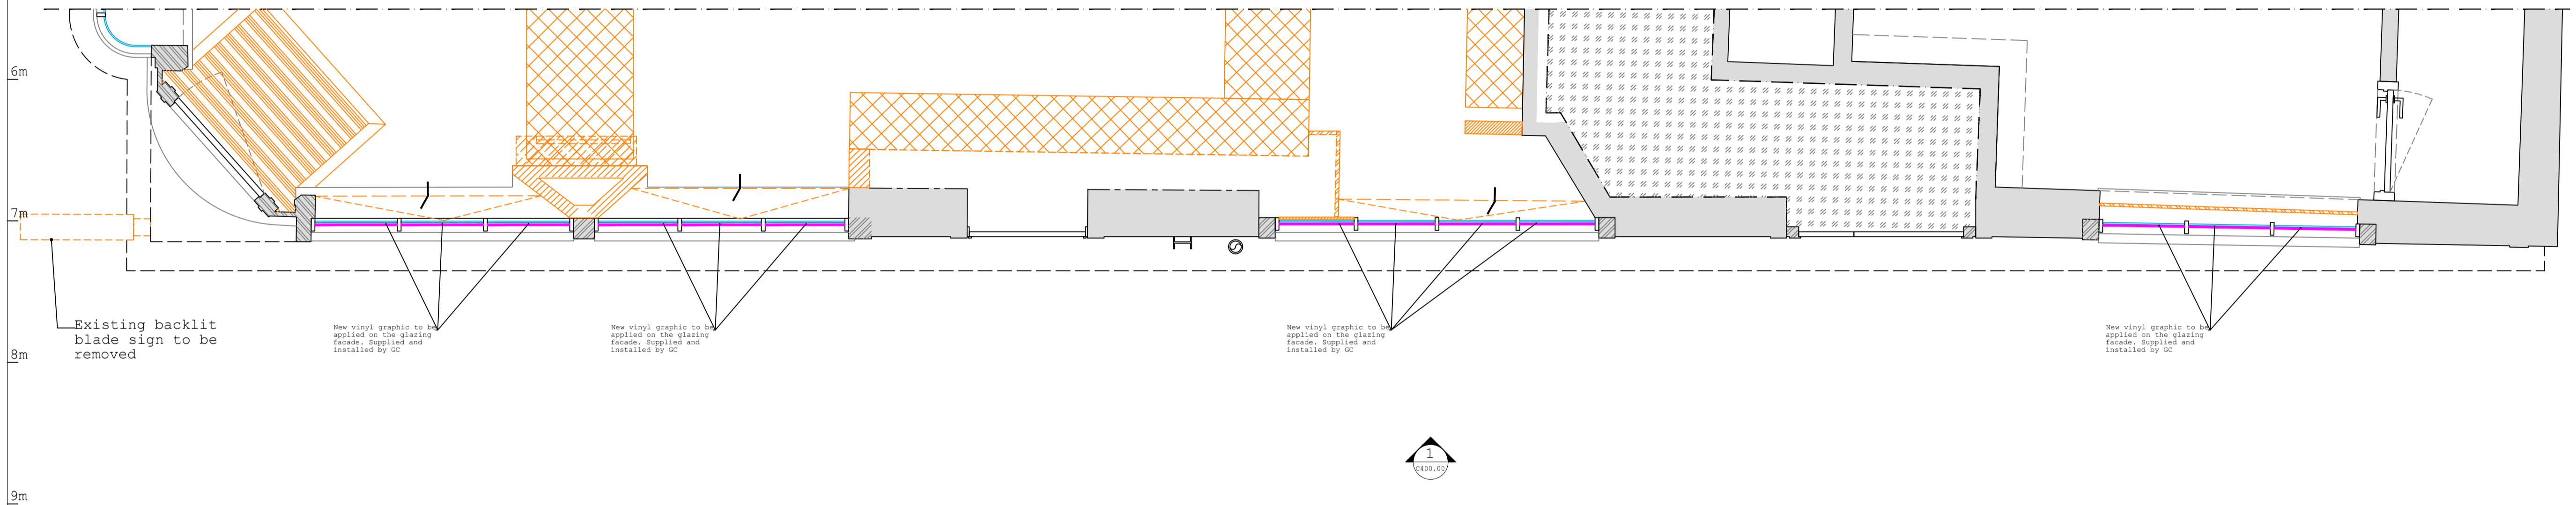 6m
7m
Existing backlit
blade sign to be
removed
New vinyl graphic to be
applied on the glazing
facade. Supplied and
installed by GC
New vinyl graphic to be
applied on the glazing
facade. Supplied and
installed by GC
New vinyl graphic to be
applied on the glazing
facade. Supplied and
installed by GC
New vinyl graphic to be
applied on the glazing
facade. Supplied and
installed by GC
8m
1
C400.00
9m